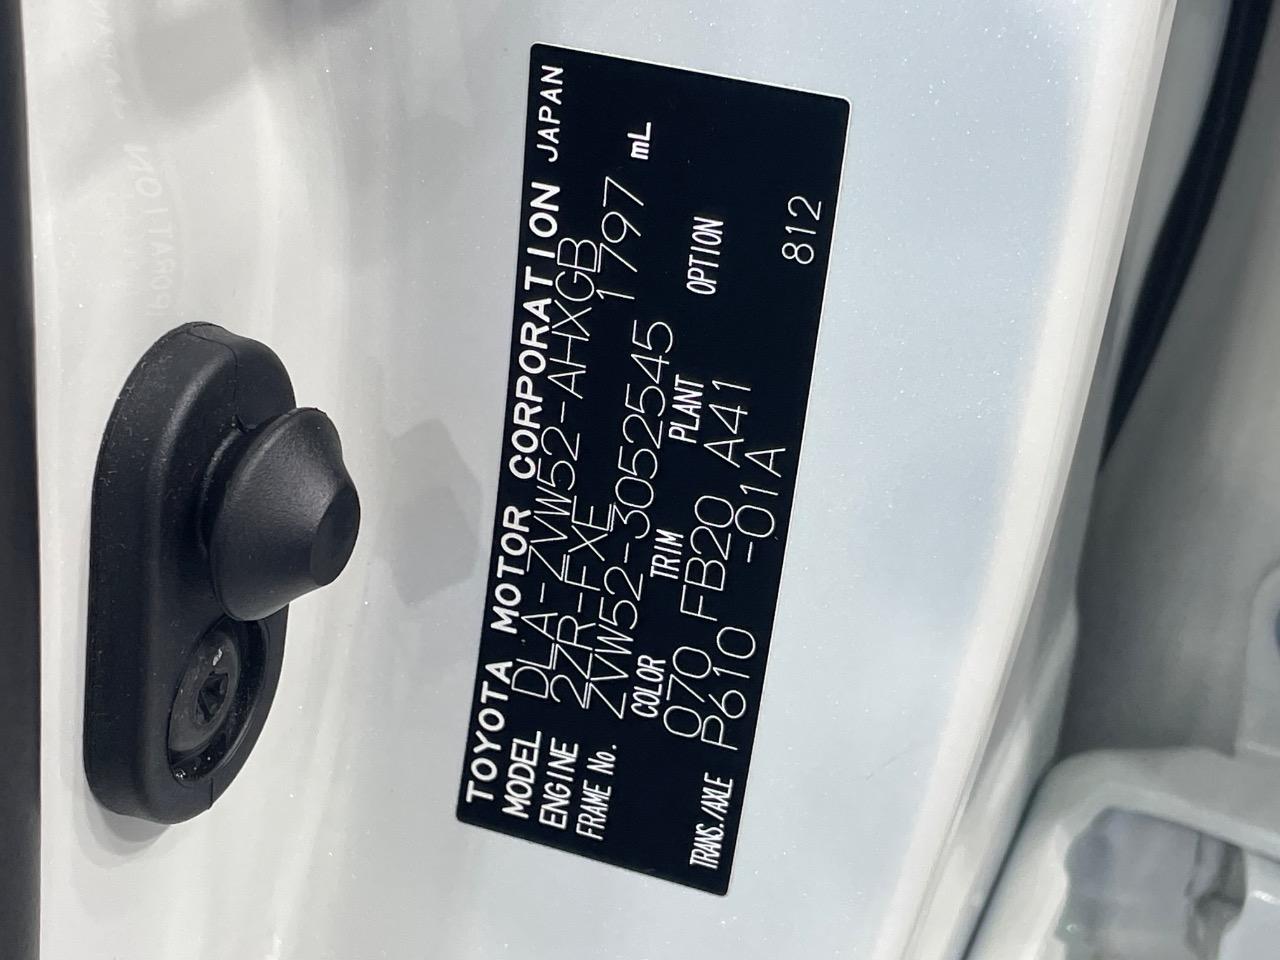 TOYOTA MOTOR CORPORATION JAPAN
MODEL DLA-ZVW52-AHXGB
ENGINE 2ZR-FXE 1797 mL
FRAME No. ZVW52-3052545
COLOR TRIM PLANT OPTION
070 FB20 A41
TRANS./AXLE P610 -01A 812